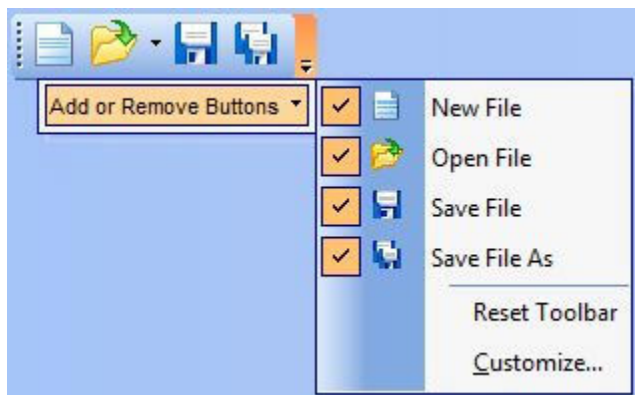 Add or Remove Buttons
New File
Open File
Save File
Save File As
Reset Toolbar
Customize...